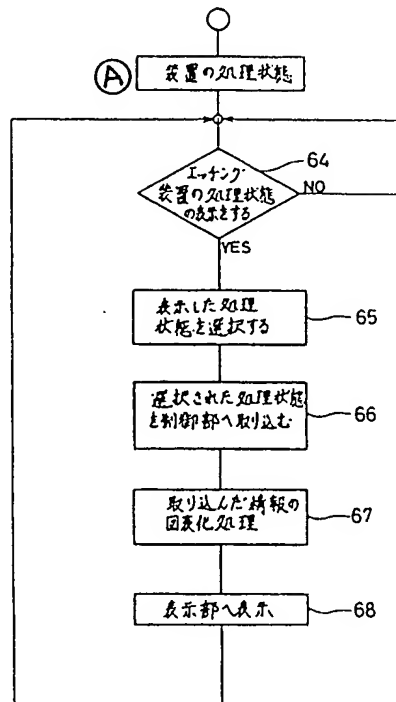 A
装置の処理状態
エッチング
装置の処理状態
の表示をする
64
NO
YES
表示した処理
状態を選択する
65
選択された処理状態
を制御部へ取り込む
66
取り込んだ情報の
図表化処理
67
表示部へ表示
68